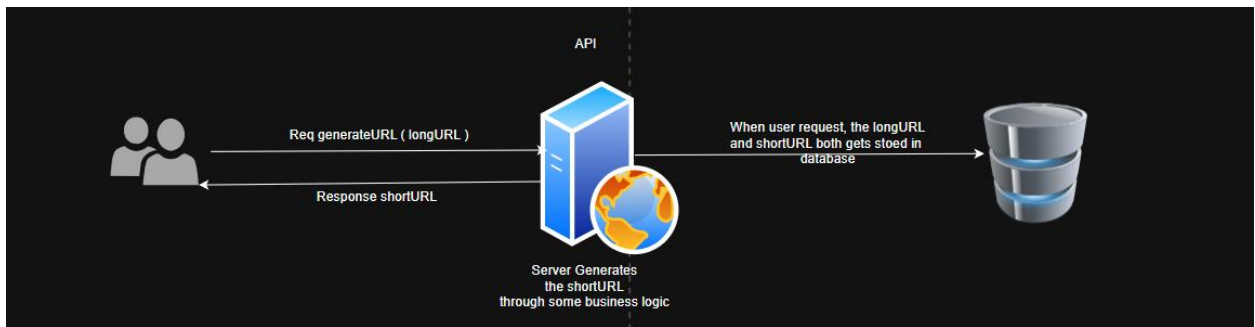 API
Req generateURL ( longURL )
Response shortURL
When user request, the longURL
and shortURL both gets stoed in
database
Server Generates
the shortURL
through some business logic